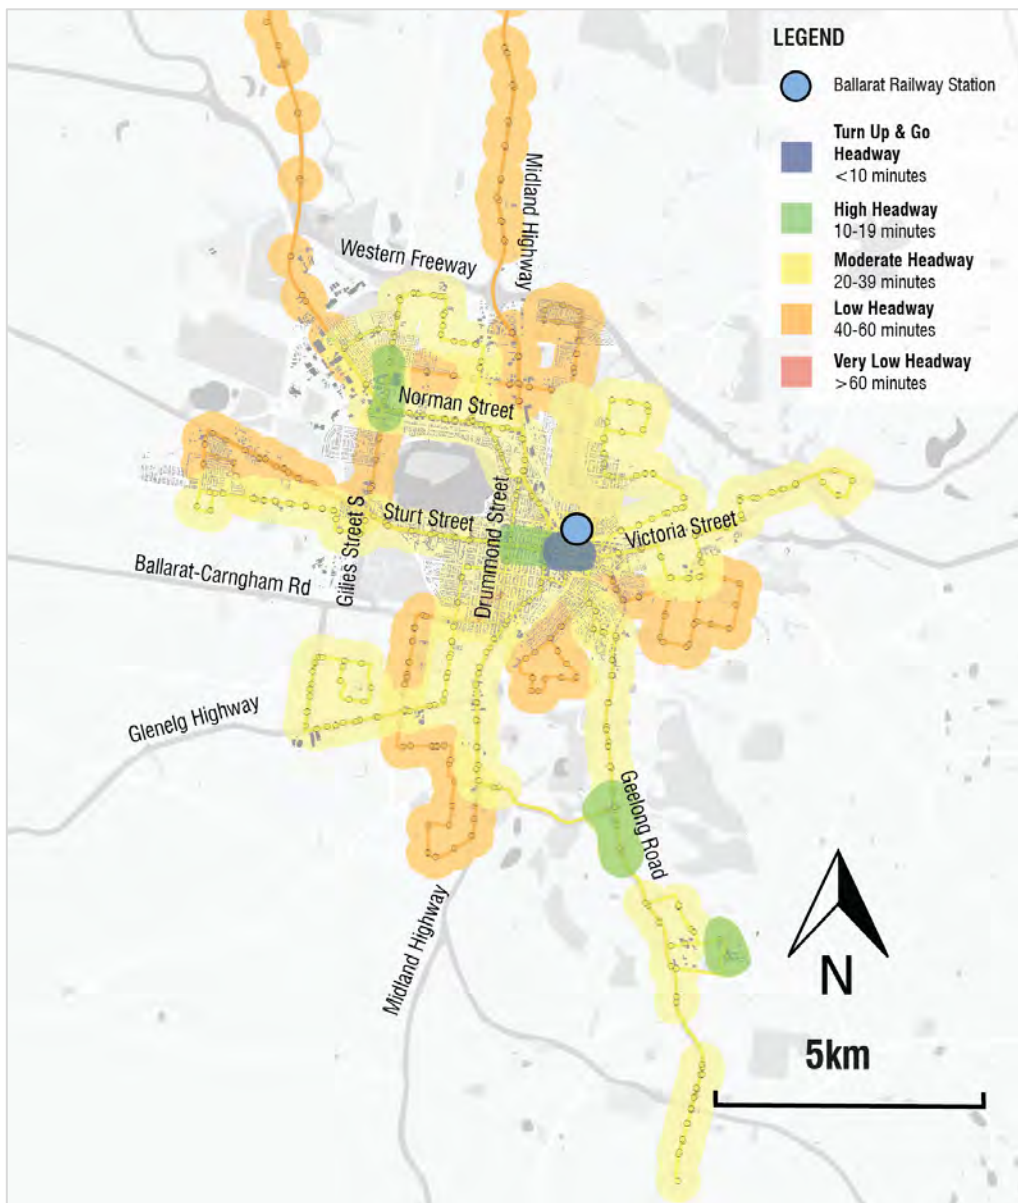 LEGEND
Ballarat Railway Station
Turn Up & Go
Headway
<10 minutes
High Headway
10-19 minutes
Moderate Headway
20-39 minutes
Low Headway
40-60 minutes
Very Low Headway
>60 minutes
Midland Highway
Western Freeway
Norman Street
Sturt Street
Gilies Street S
Drummond Street
Victoria Street
Ballarat-Carngham Rd
Glenelg Highway
Geelong Road
Midland Highway
N
5km